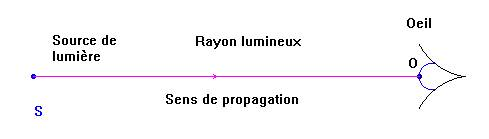 Oeil
Source de
lumière
Rayon lumineux
O
Sens de propagation
S